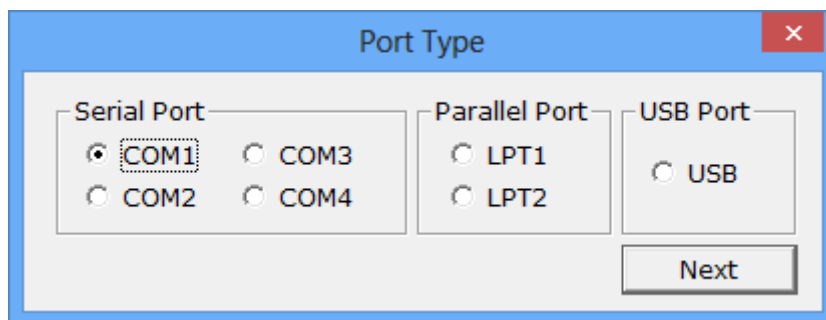 Port Type
Serial Port
COM1 COM3
COM2 COM4
Parallel Port
LPT1
LPT2
USB Port
USB
Next